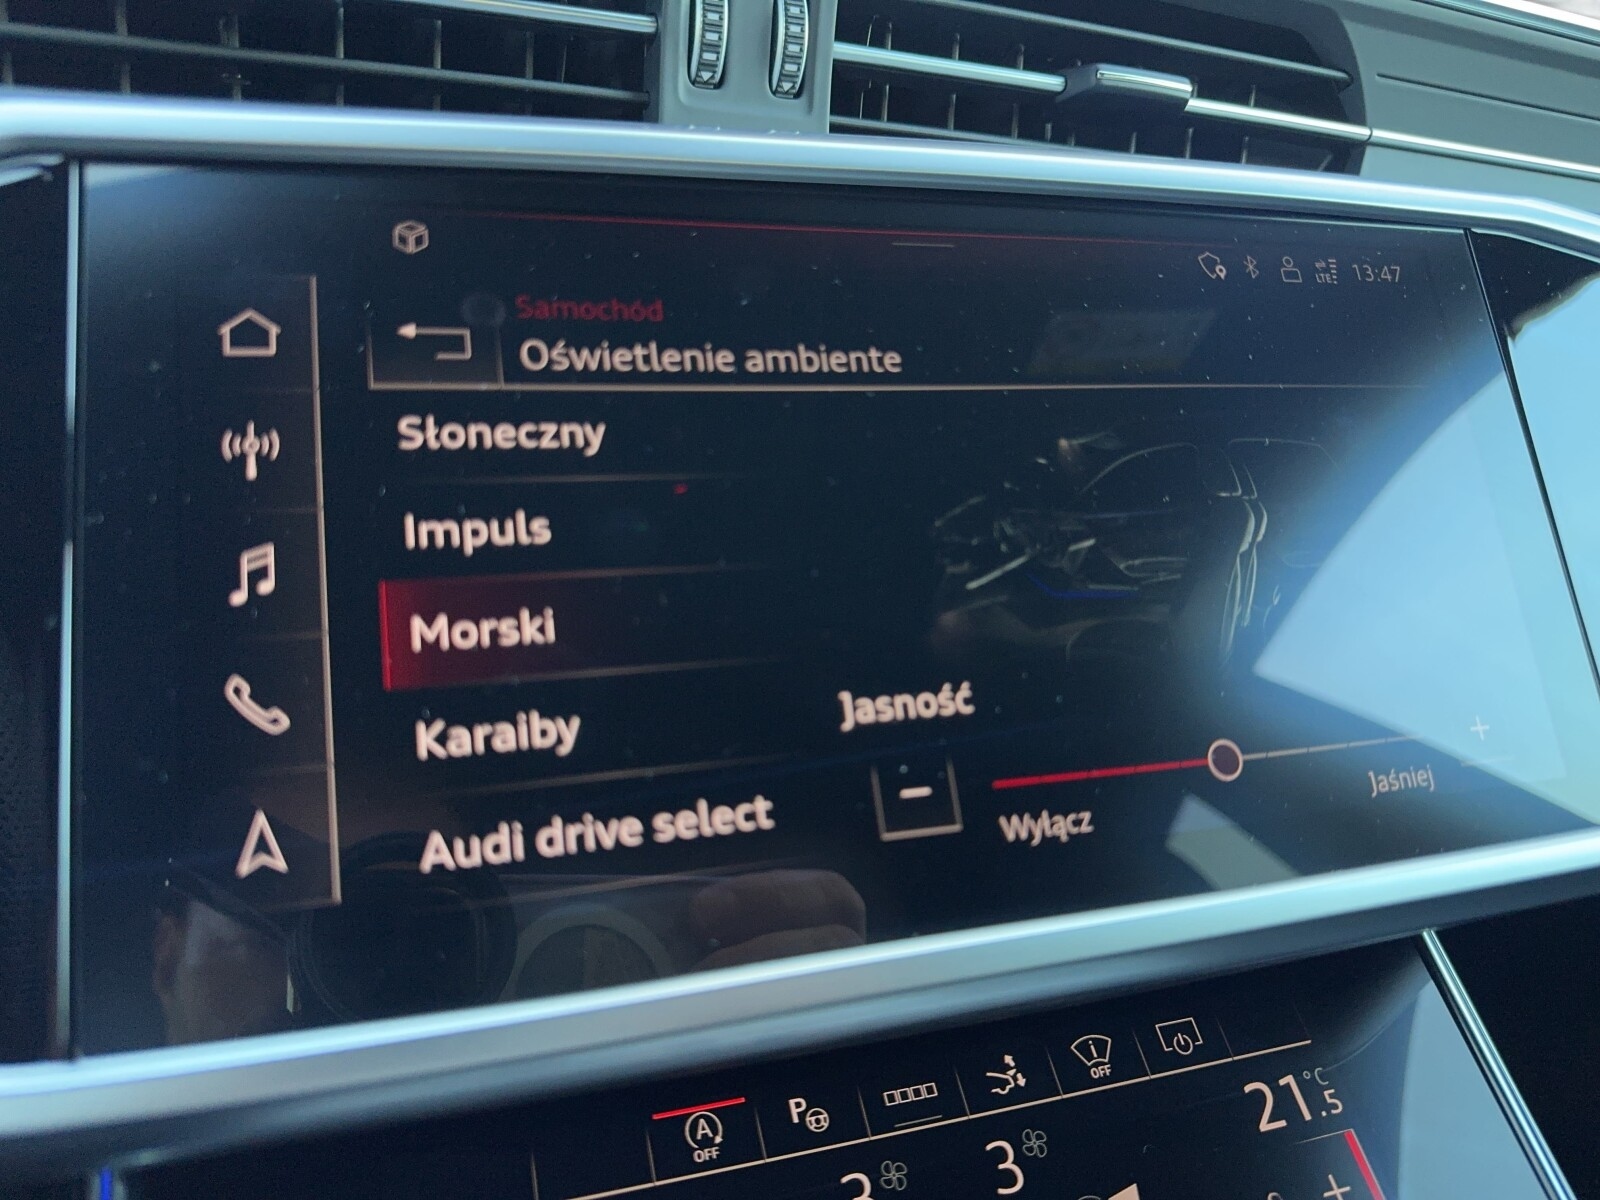 LTE 13:47
Samochód
Oświetlenie ambiente
Słoneczny
Impuls
Morski
Karaiby
Audi drive select
Jasność
−
+
Wyłącz
Jaśniej
A
OFF
P
i
OFF
21.5 °C
3
3
+